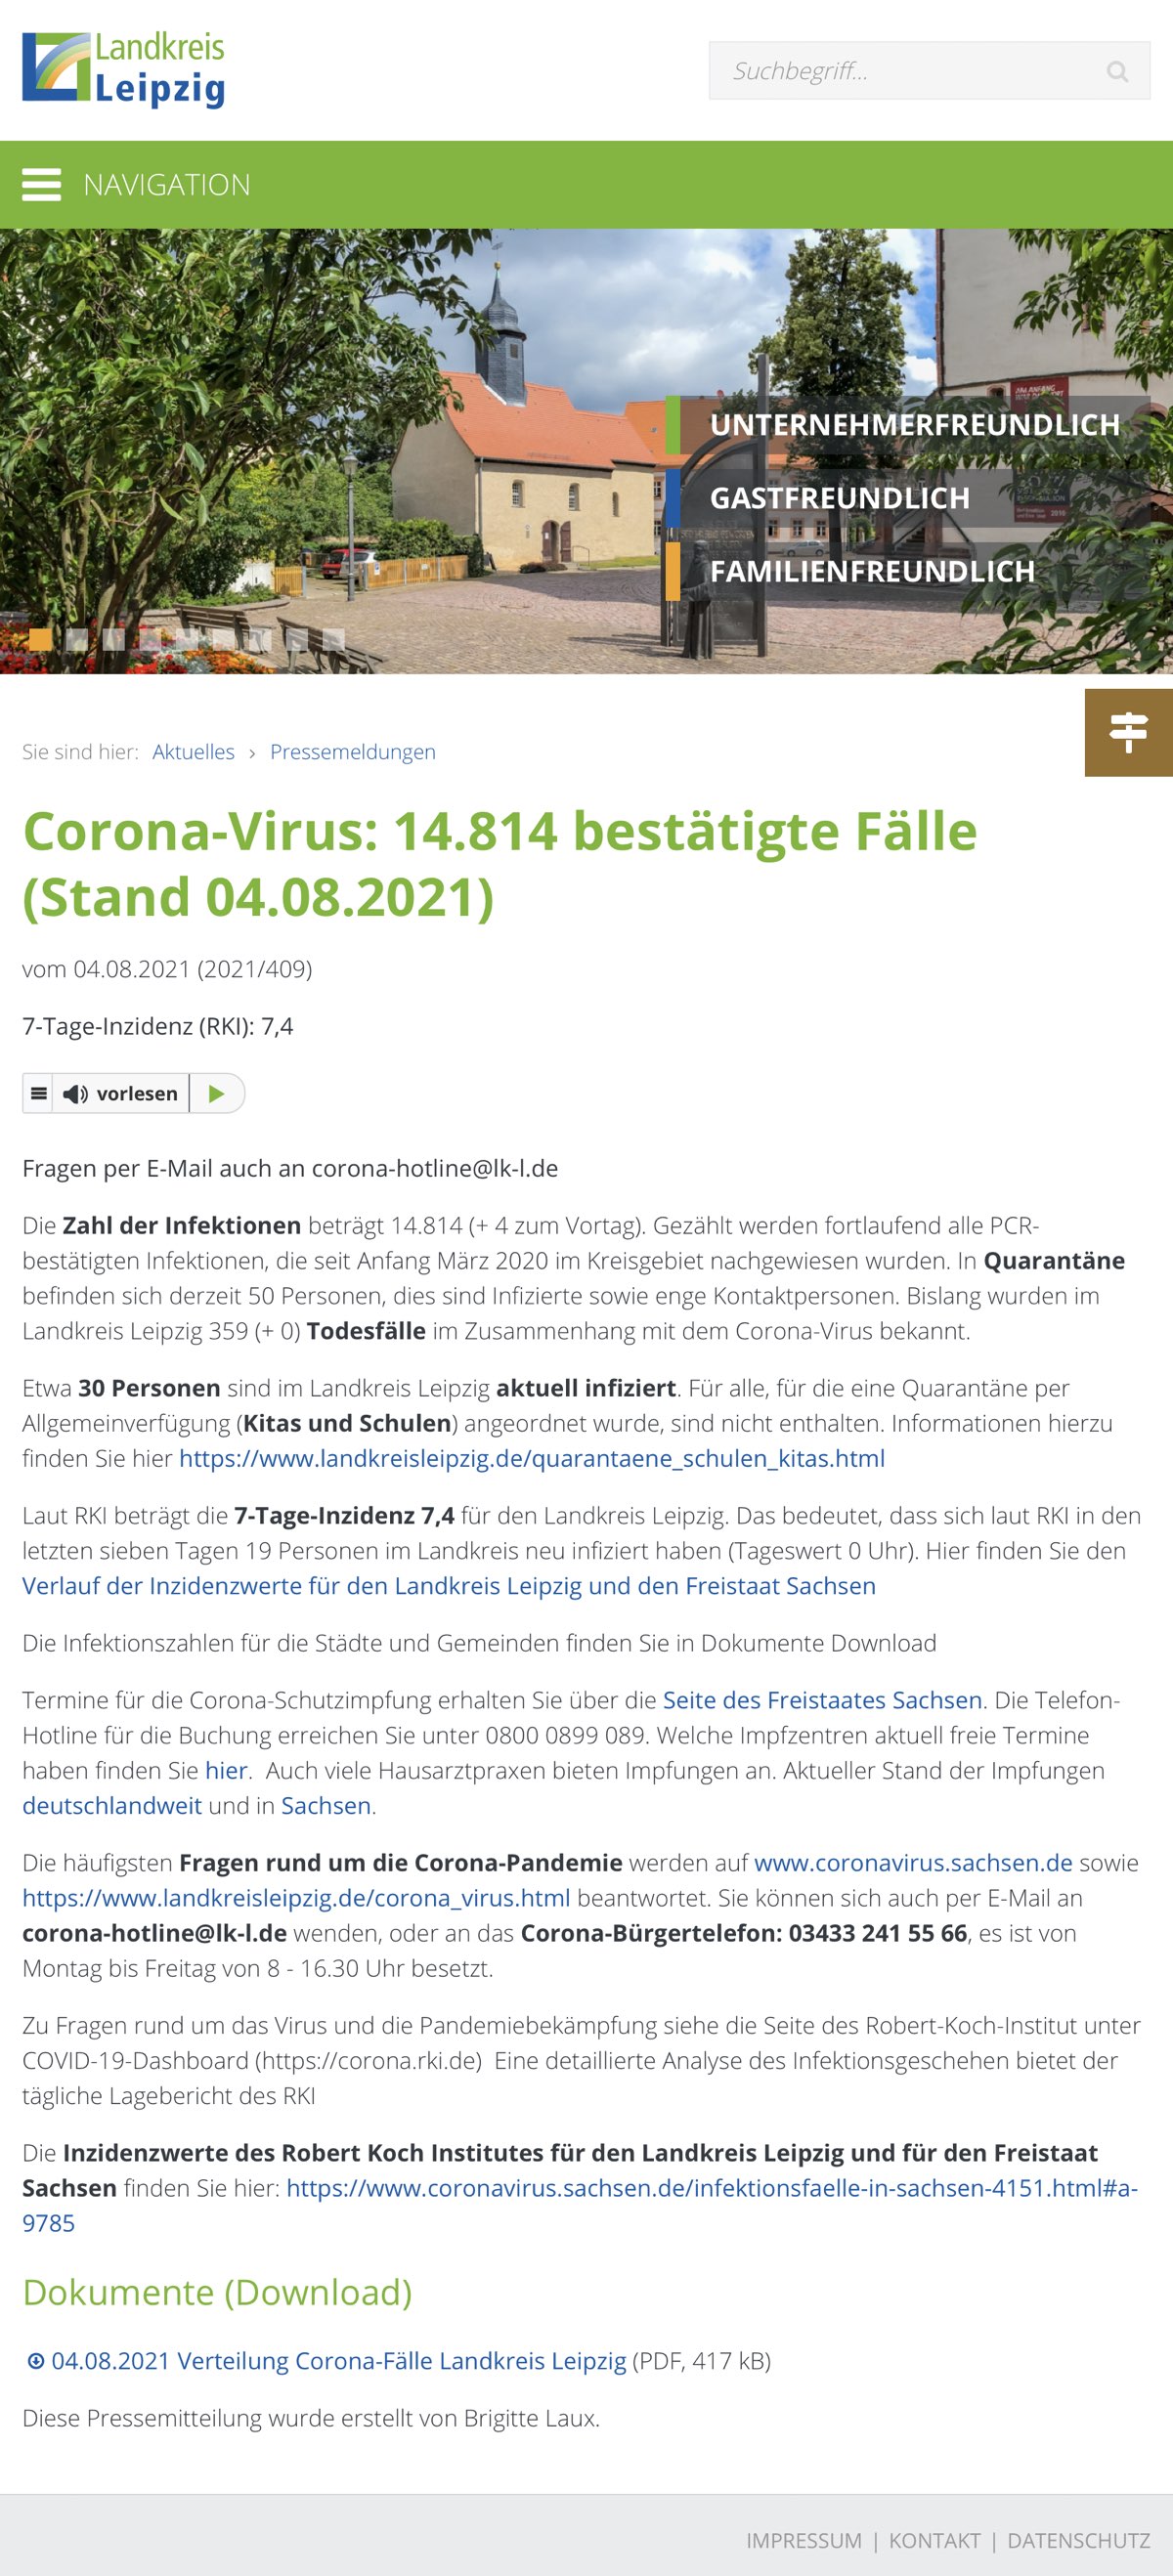 Landkreis
Leipzig
Suchbegriff...
NAVIGATION
UNTERNEHMERFREUNDLICH
GASTFREUNDLICH
FAMILIENFREUNDLICH
Sie sind hier: Aktuelles › Pressemeldungen
Corona-Virus: 14.814 bestätigte Fälle
(Stand 04.08.2021)
vom 04.08.2021 (2021/409)
7-Tage-Inzidenz (RKI): 7,4
vorlesen
Fragen per E-Mail auch an corona-hotline@lk-l.de
Die Zahl der Infektionen beträgt 14.814 (+ 4 zum Vortag). Gezählt werden fortlaufend alle PCR-
bestätigten Infektionen, die seit Anfang März 2020 im Kreisgebiet nachgewiesen wurden. In Quarantäne
befinden sich derzeit 50 Personen, dies sind Infizierte sowie enge Kontaktpersonen. Bislang wurden im
Landkreis Leipzig 359 (+ 0) Todesfälle im Zusammenhang mit dem Corona-Virus bekannt.
Etwa 30 Personen sind im Landkreis Leipzig aktuell infiziert. Für alle, für die eine Quarantäne per
Allgemeinverfügung (Kitas und Schulen) angeordnet wurde, sind nicht enthalten. Informationen hierzu
finden Sie hier https://www.landkreisleipzig.de/quarantaene_schulen_kitas.html
Laut RKI beträgt die 7-Tage-Inzidenz 7,4 für den Landkreis Leipzig. Das bedeutet, dass sich laut RKI in den
letzten sieben Tagen 19 Personen im Landkreis neu infiziert haben (Tageswert 0 Uhr). Hier finden Sie den
Verlauf der Inzidenzwerte für den Landkreis Leipzig und den Freistaat Sachsen
Die Infektionszahlen für die Städte und Gemeinden finden Sie in Dokumente Download
Termine für die Corona-Schutzimpfung erhalten Sie über die Seite des Freistaates Sachsen. Die Telefon-
Hotline für die Buchung erreichen Sie unter 0800 0899 089. Welche Impfzentren aktuell freie Termine
haben finden Sie hier.  Auch viele Hausarztpraxen bieten Impfungen an. Aktueller Stand der Impfungen
deutschlandweit und in Sachsen.
Die häufigsten Fragen rund um die Corona-Pandemie werden auf www.coronavirus.sachsen.de sowie
https://www.landkreisleipzig.de/corona_virus.html beantwortet. Sie können sich auch per E-Mail an
corona-hotline@lk-l.de wenden, oder an das Corona-Bürgertelefon: 03433 241 55 66, es ist von
Montag bis Freitag von 8 - 16.30 Uhr besetzt.
Zu Fragen rund um das Virus und die Pandemiebekämpfung siehe die Seite des Robert-Koch-Institut unter
COVID-19-Dashboard (https://corona.rki.de)  Eine detaillierte Analyse des Infektionsgeschehen bietet der
tägliche Lagebericht des RKI
Die Inzidenzwerte des Robert Koch Institutes für den Landkreis Leipzig und für den Freistaat
Sachsen finden Sie hier: https://www.coronavirus.sachsen.de/infektionsfaelle-in-sachsen-4151.html#a-
9785
Dokumente (Download)
04.08.2021 Verteilung Corona-Fälle Landkreis Leipzig (PDF, 417 kB)
Diese Pressemitteilung wurde erstellt von Brigitte Laux.
IMPRESSUM | KONTAKT | DATENSCHUTZ